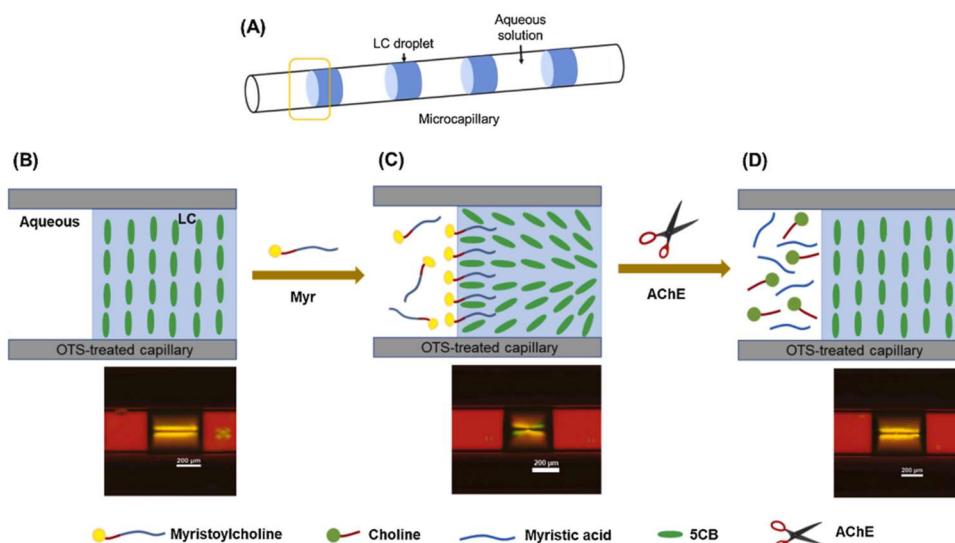 (A)
LC droplet
Aqueous
solution
Microcapillary
(B)
Aqueous
LC
OTS-treated capillary
200 μm
Myr
(C)
OTS-treated capillary
200 μm
AChE
(D)
OTS-treated capillary
200 μm
Myristoylcholine
Choline
Myristic acid
5CB
AChE